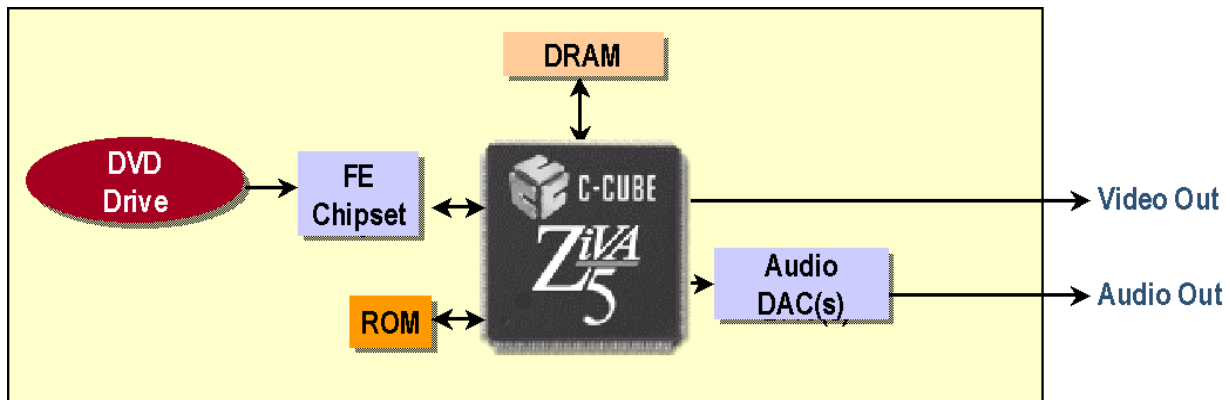 DRAM
DVD
Drive
FE
Chipset
C-CUBE
ZiVA
5
ROM
Audio
DAC(s)
Video Out
Audio Out